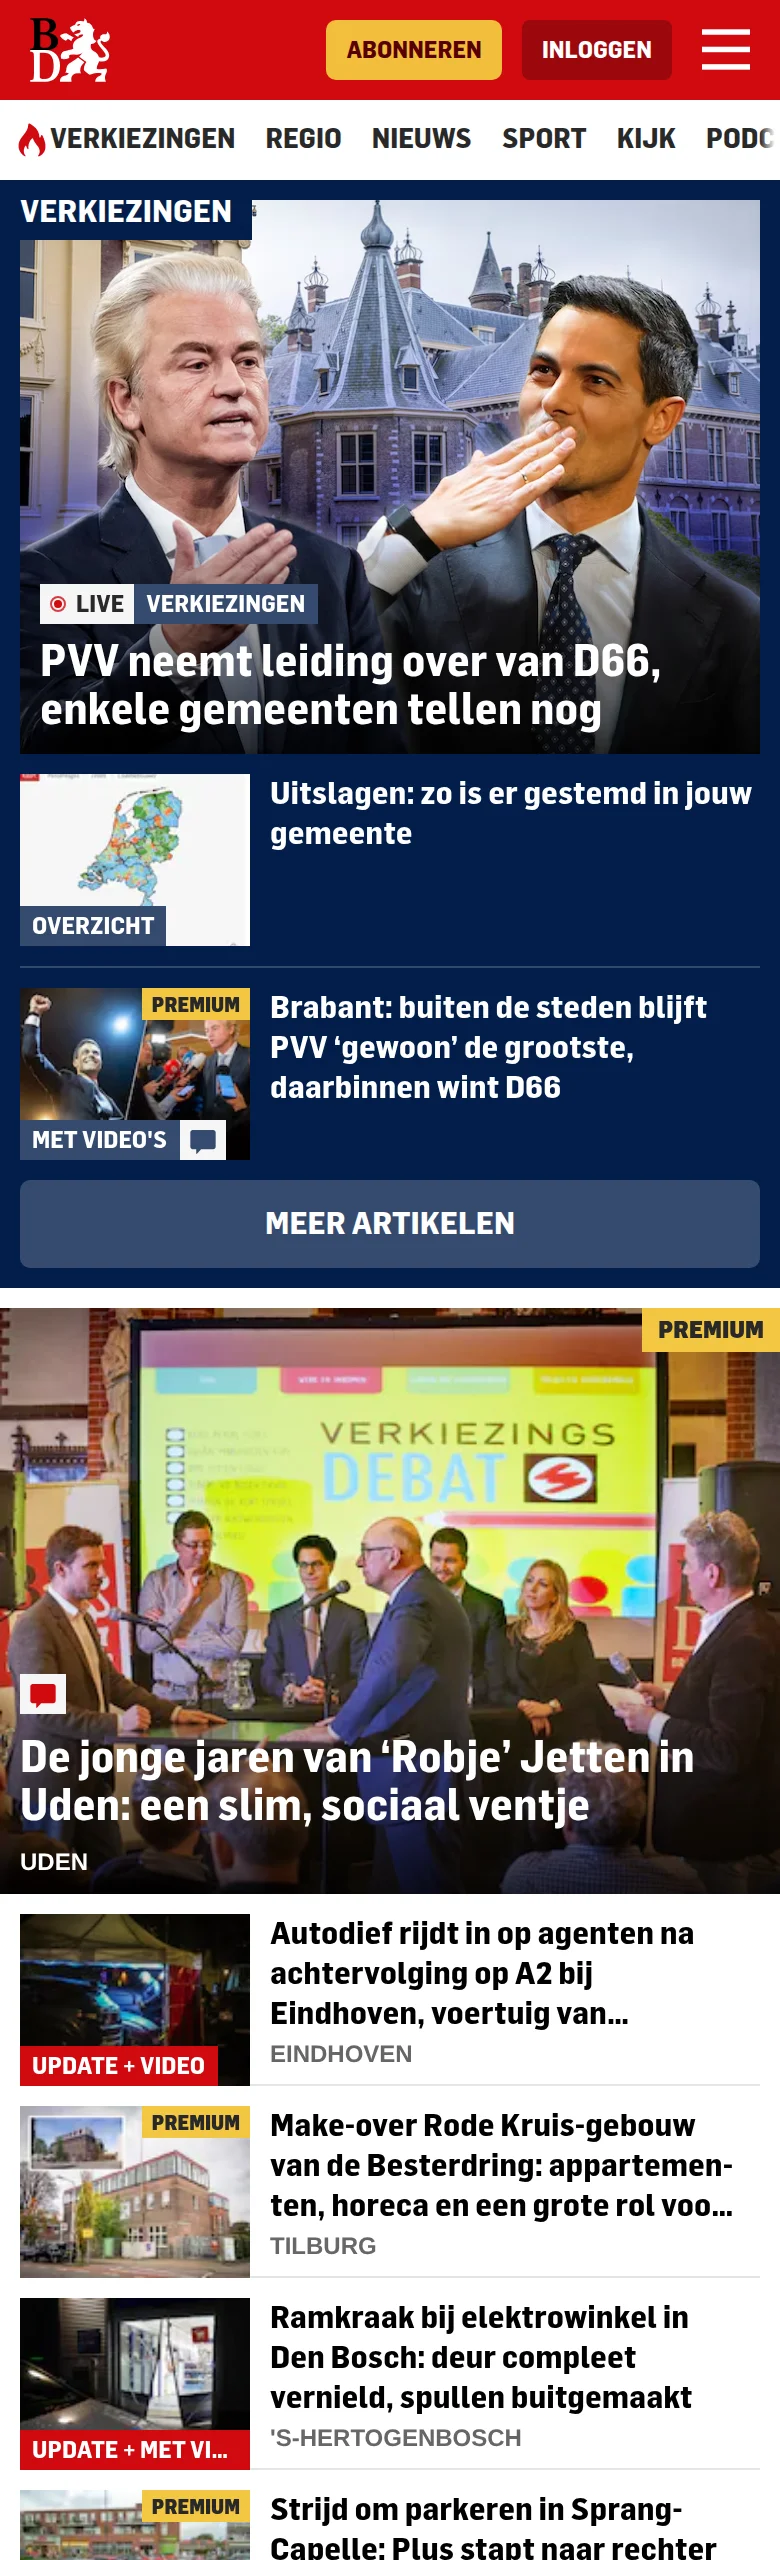 B
D
ABONNEREN
INLOGGEN
VERKIEZINGEN REGIO NIEUWS SPORT KIJK PODC
VERKIEZINGEN
LIVE VERKIEZINGEN
PVV neemt leiding over van D66,
enkele gemeenten tellen nog
Uitslagen: zo is er gestemd in jouw
gemeente
OVERZICHT
PREMIUM
Brabant: buiten de steden blijft
PVV ‘gewoon’ de grootste,
daarbinnen wint D66
MET VIDEO'S
MEER ARTIKELEN
PREMIUM
VERKIEZINGS
DEBAT
De jonge jaren van ‘Robje’ Jetten in
Uden: een slim, sociaal ventje
UDEN
Autodief rijdt in op agenten na
achtervolging op A2 bij
Eindhoven, voertuig van...
UPDATE + VIDEO
EINDHOVEN
PREMIUM
Make-over Rode Kruis-gebouw
van de Besterdring: appartemen-
ten, horeca en een grote rol voo...
TILBURG
Ramkraak bij elektrowinkel in
Den Bosch: deur compleet
vernield, spullen buitgemaakt
UPDATE + MET VI...
'S-HERTOGENBOSCH
PREMIUM
Strijd om parkeren in Sprang-
Capelle: Plus stapt naar rechter